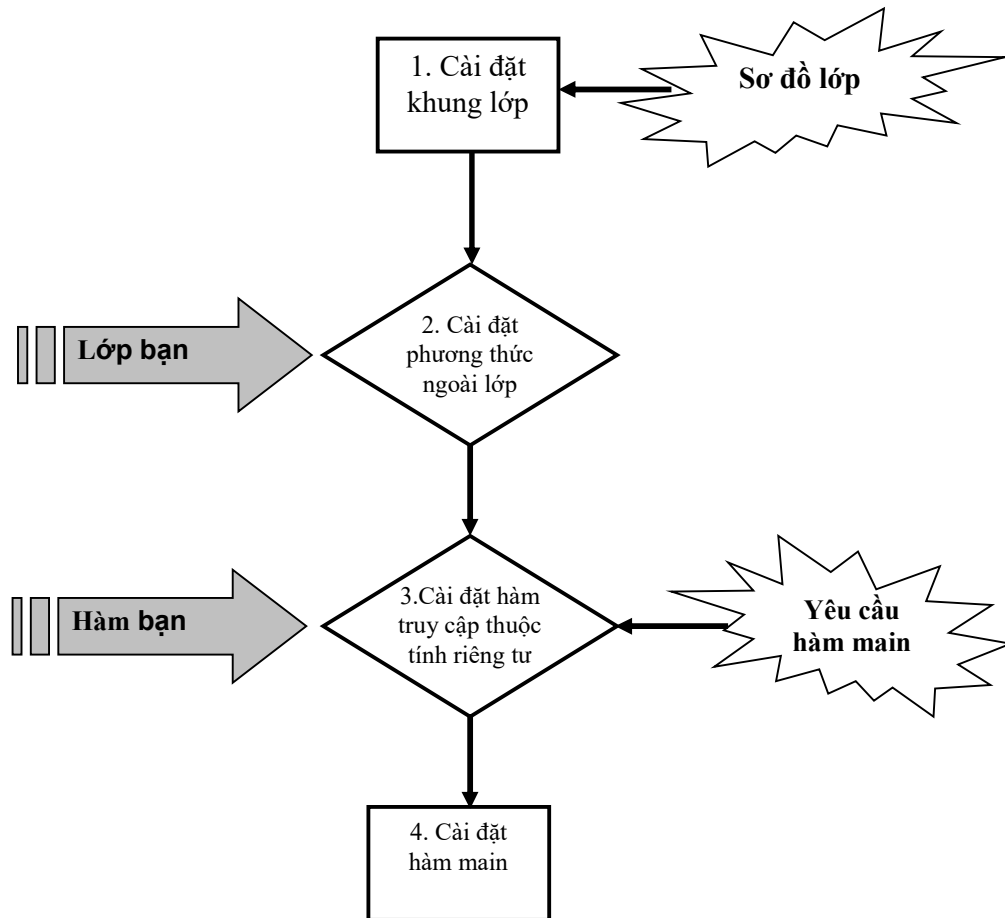 1. Cài đặt
khung lớp
Sơ đồ lớp
Lớp bạn
2. Cài đặt
phương thức
ngoài lớp
Hàm bạn
3.Cài đặt hàm
truy cập thuộc
tính riêng tư
Yêu cầu
hàm main
4. Cài đặt
hàm main